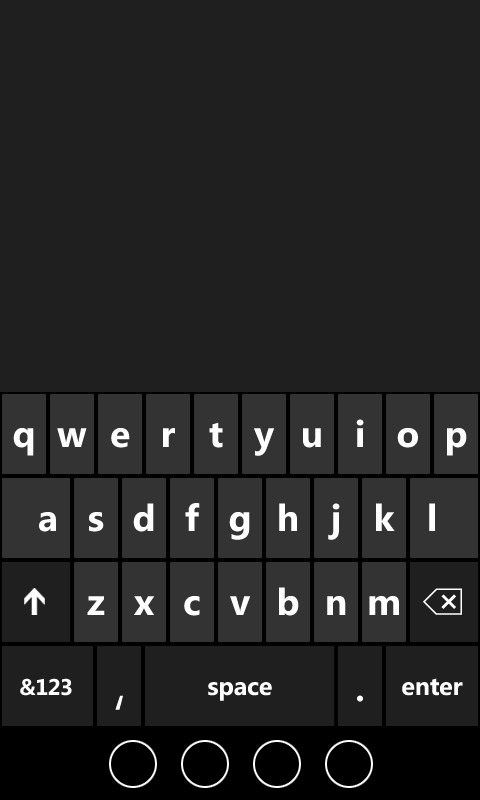 q w e r t y u i o p
a s d f g h j k l
z x c v b n m
&123 , space . enter